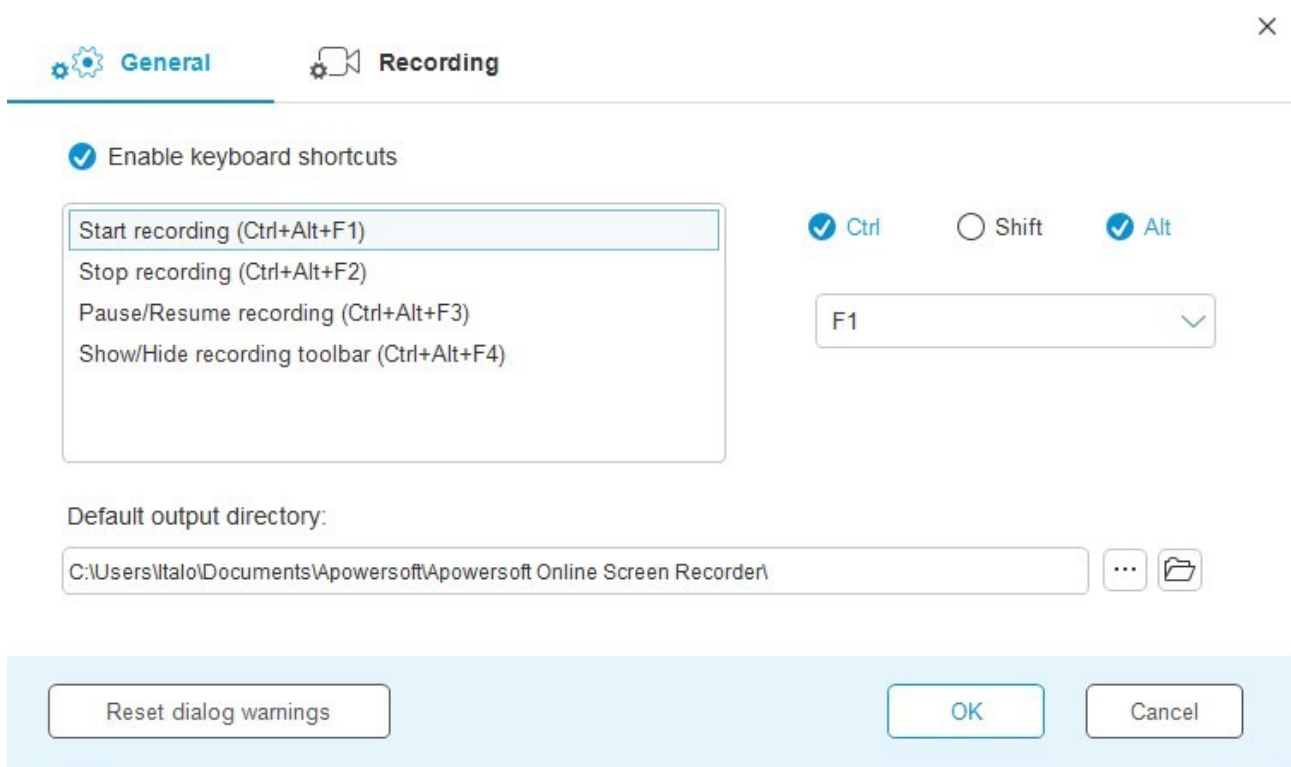 General
Recording
Enable keyboard shortcuts
Start recording (Ctrl+Alt+F1)
Stop recording (Ctrl+Alt+F2)
Pause/Resume recording (Ctrl+Alt+F3)
Show/Hide recording toolbar (Ctrl+Alt+F4)
Ctrl
Shift
Alt
F1
Default output directory:
C:\Users\Italo\Documents\Apowersoft\Apowersoft Online Screen Recorder\
...
Reset dialog warnings
OK
Cancel